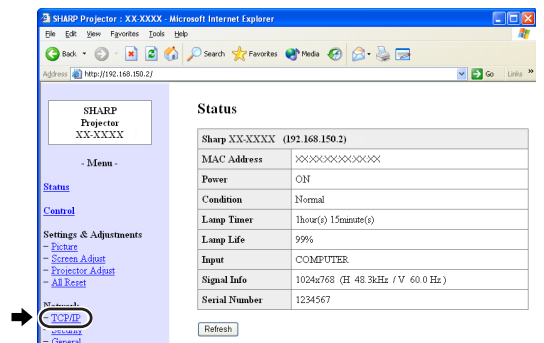 SHARP Projector : XX-XXXX - Microsoft Internet Explorer
File Edit View Favorites Tools Help
Back Search Favorites Media
Address http://192.168.150.2/ Go Links »
SHARP
Projector
XX-XXXX
- Menu -
Status
Control
Settings & Adjustments
– Picture
– Screen Adjust
– Projector Adjust
– All Reset
Network
– TCP/IP
– Security
– General
Status
Sharp XX-XXXX (192.168.150.2)
MAC Address XXXXXXXXXXXX
Power ON
Condition Normal
Lamp Timer 1hour(s) 15minute(s)
Lamp Life 99%
Input COMPUTER
Signal Info 1024x768 (H 48.3kHz / V 60.0 Hz )
Serial Number 1234567
Refresh